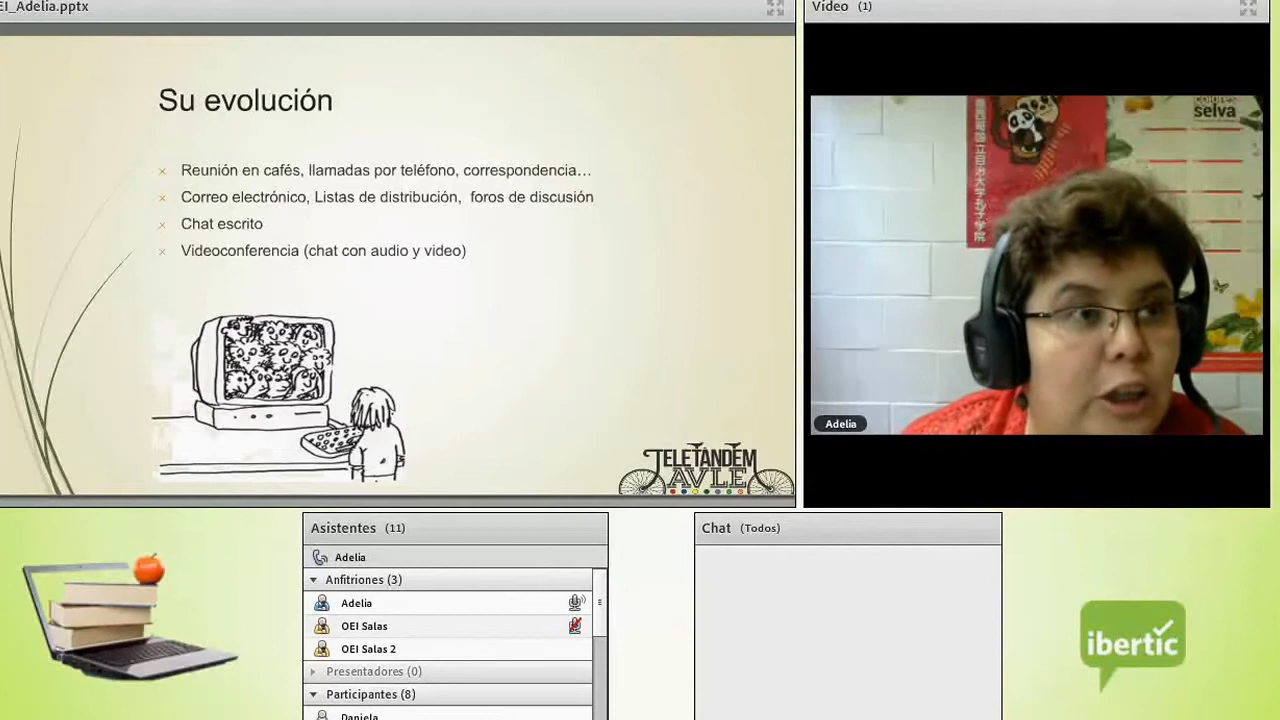 EI_Adelia.pptx
Video (1)
Su evolución
× Reunión en cafés, llamadas por teléfono, correspondencia…
× Correo electrónico, Listas de distribución, foros de discusión
× Chat escrito
× Videoconferencia (chat con audio y video)
TELETANDEM
AVLE
selva
Adelia
Asistentes (11)
Adelia
Anfitriones (3)
Adelia
OEI Salas
OEI Salas 2
Presentadores (0)
Participantes (8)
Daniela
Chat (Todos)
ibertic